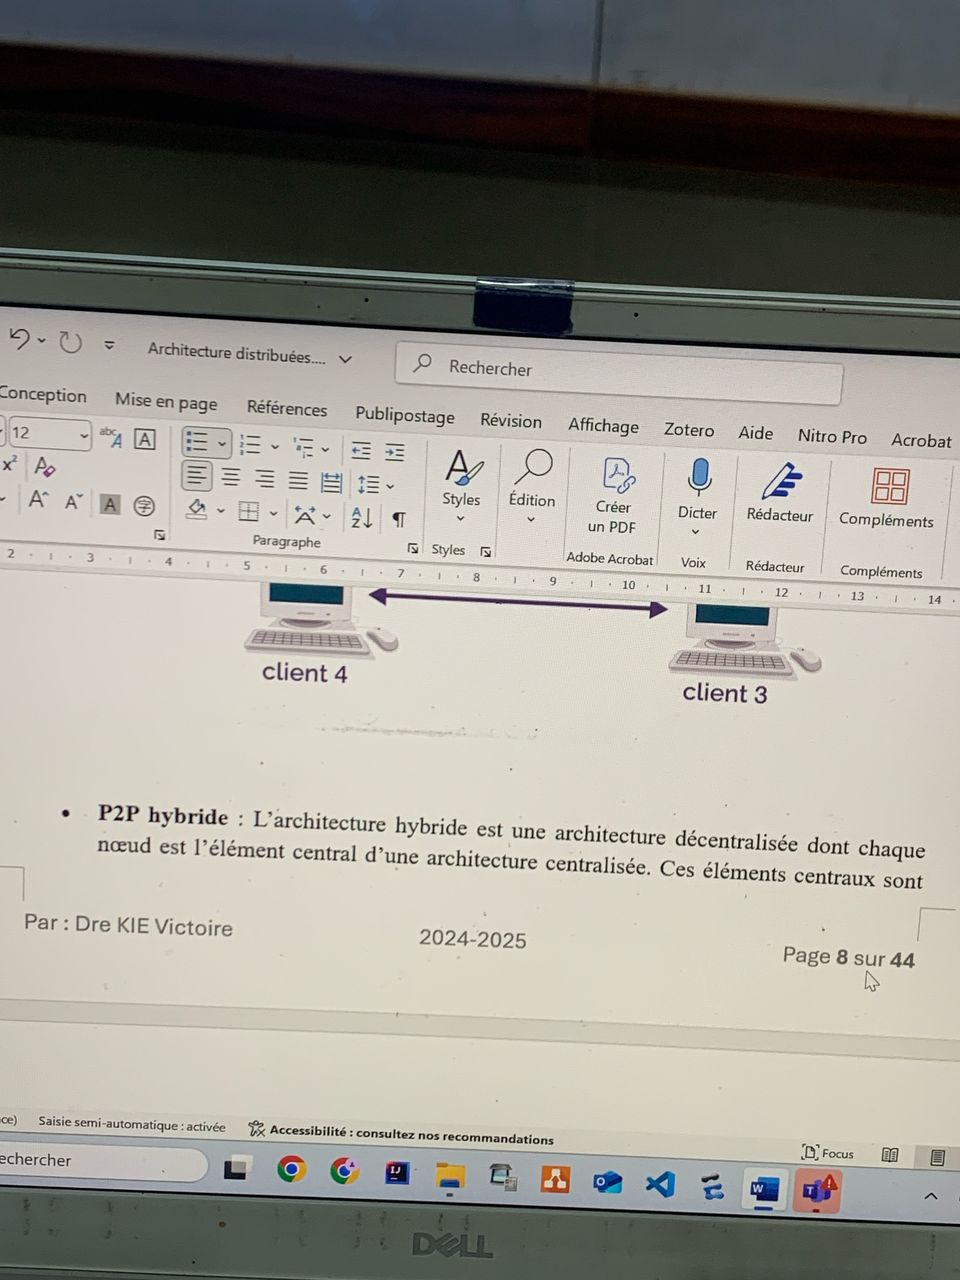 Architecture distribuées....
Rechercher
Conception Mise en page Références Publipostage Révision Affichage Zotero Aide Nitro Pro Acrobat
12
Styles
Édition
Créer
un PDF
Dicter
Rédacteur
Compléments
Paragraphe
Styles
Adobe Acrobat
Voix
Rédacteur
Compléments
2 3 4 5 6 7 8 9 10 11 12 13 14
client 4
client 3
• P2P hybride : L'architecture hybride est une architecture décentralisée dont chaque
nœud est l'élément central d'une architecture centralisée. Ces éléments centraux sont
Par : Dre KIE Victoire
2024-2025
Page 8 sur 44
ce) Saisie semi-automatique : activée Accessibilité : consultez nos recommandations
Focus
echercher
DELL